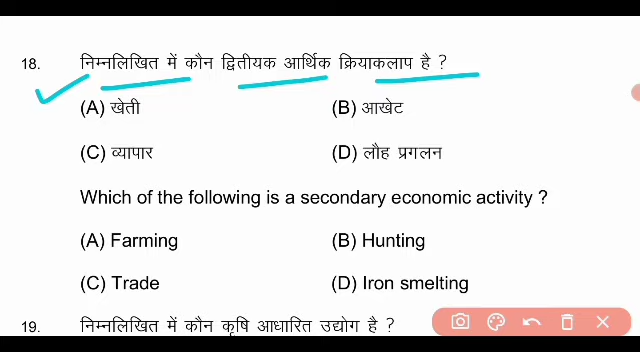 18. निम्नलिखित में कौन द्वितीयक आर्थिक क्रियाकलाप है ?
(A) खेती (B) आखेट
(C) व्यापार (D) लौह प्रगलन
Which of the following is a secondary economic activity ?
(A) Farming (B) Hunting
(C) Trade (D) Iron smelting
19. निम्नलिखित में कौन कृषि आधारित उद्योग है ?